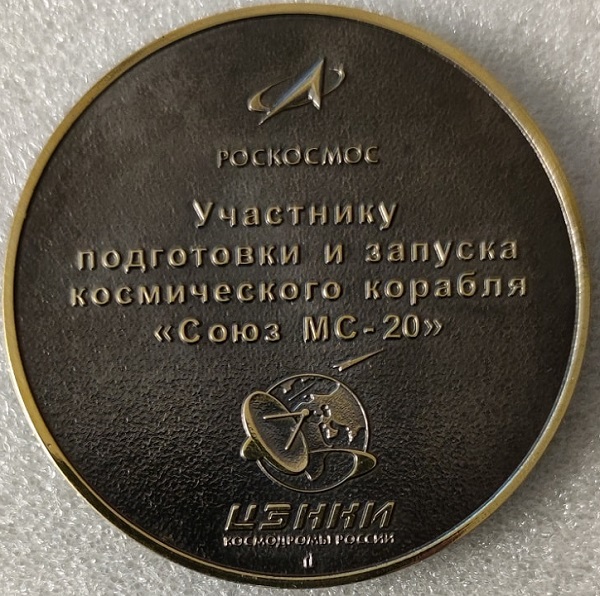 РОСКОСМОС
Участнику
подготовки и запуска
космического корабля
«Союз МС-20»
ЦЭНКИ
КОСМОДРОМЫ РОССИИ